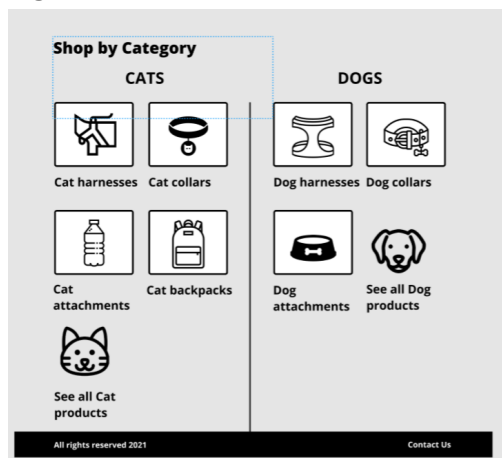 Shop by Category
CATS
DOGS
Cat harnesses
Cat collars
Dog harnesses
Dog collars
Cat
attachments
Cat backpacks
Dog
attachments
See all Dog
products
See all Cat
products
All rights reserved 2021
Contact Us